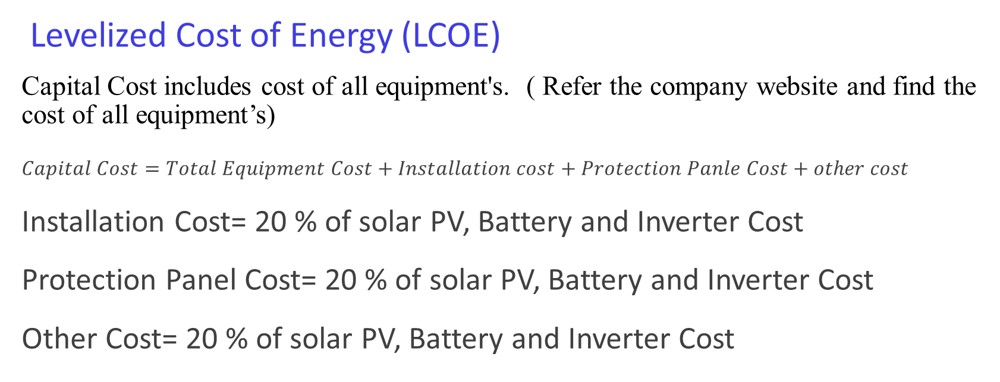 Levelized Cost of Energy (LCOE)
Capital Cost includes cost of all equipment's. ( Refer the company website and find the
cost of all equipment’s)
Capital Cost = Total Equipment Cost + Installation cost + Protection Panle Cost + other cost
Installation Cost= 20 % of solar PV, Battery and Inverter Cost
Protection Panel Cost= 20 % of solar PV, Battery and Inverter Cost
Other Cost= 20 % of solar PV, Battery and Inverter Cost